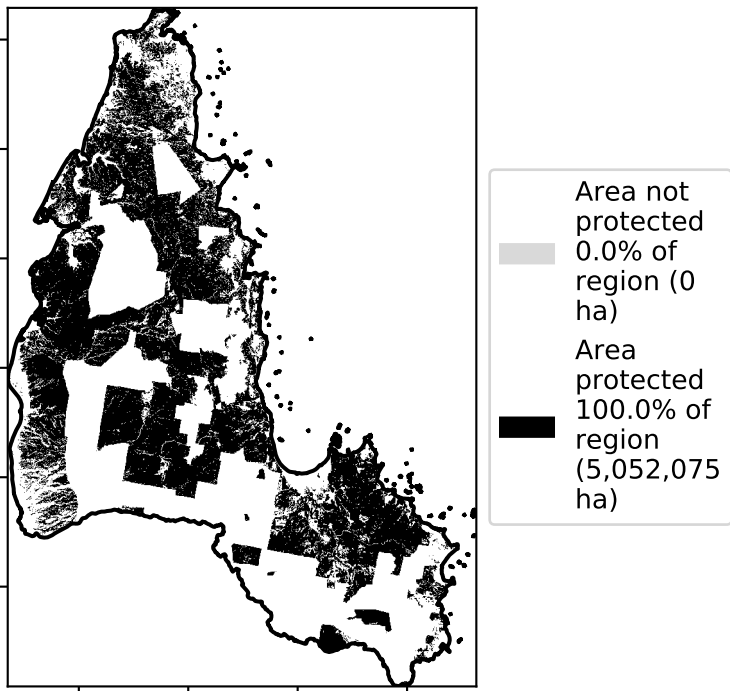 Area not
protected
0.0% of
region (0
ha)
Area
protected
100.0% of
region
(5,052,075
ha)